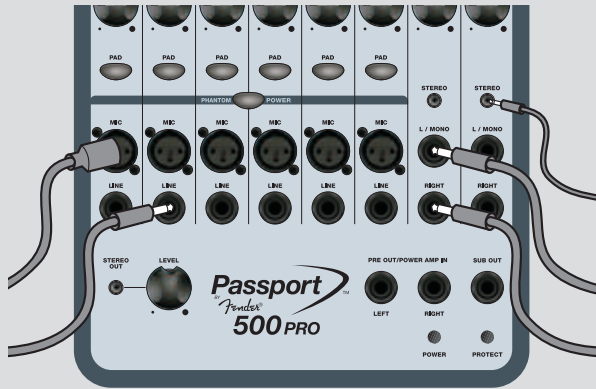 PAD PAD PAD PAD PAD PAD
STEREO STEREO
PHANTOM POWER
MIC MIC MIC MIC MIC MIC L / MONO L / MONO
LINE LINE LINE LINE LINE LINE RIGHT RIGHT
STEREO OUT
LEVEL
PRE OUT/POWER AMP IN SUB OUT
Passport™
BY Fender®
500 PRO
LEFT RIGHT
POWER PROTECT